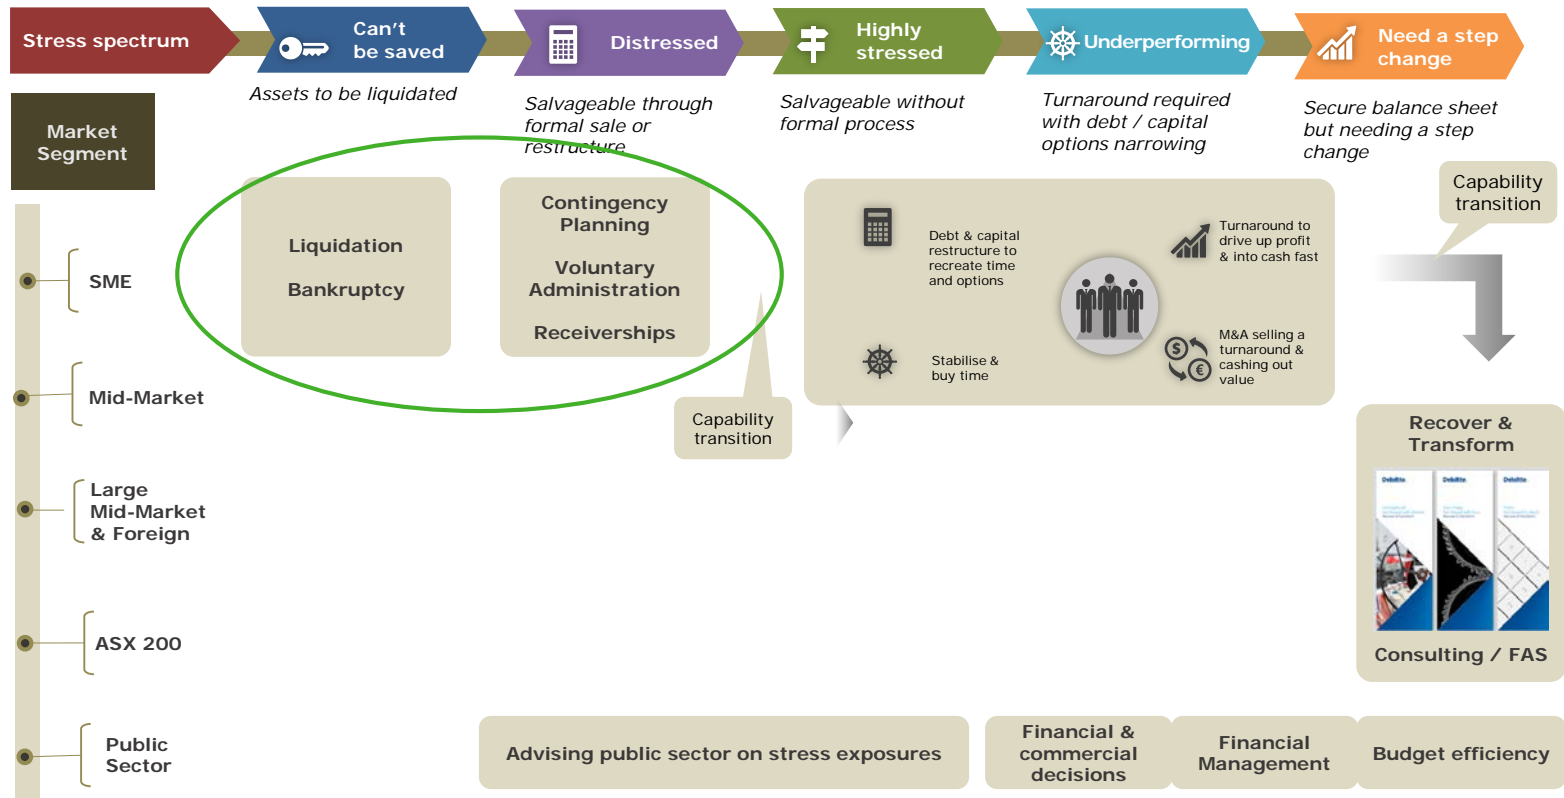 Stress spectrum
Can't
be saved
Distressed
Highly
stressed
Underperforming
Need a step
change
Assets to be liquidated
Salvageable through
formal sale or
restructure
Salvageable without
formal process
Turnaround required
with debt / capital
options narrowing
Secure balance sheet
but needing a step
change
Market
Segment
SME
Mid-Market
Large
Mid-Market
& Foreign
ASX 200
Public
Sector
Liquidation
Bankruptcy
Contingency
Planning
Voluntary
Administration
Receiverships
Capability
transition
Debt & capital
restructure to
recreate time
and options
Stabilise &
buy time
Turnaround to
drive up profit
& into cash fast
$
€
M&A selling a
turnaround &
cashing out
value
Capability
transition
Recover &
Transform
Deloitte
Deloitte
Deloitte
Consulting / FAS
Advising public sector on stress exposures
Financial &
commercial
decisions
Financial
Management
Budget efficiency